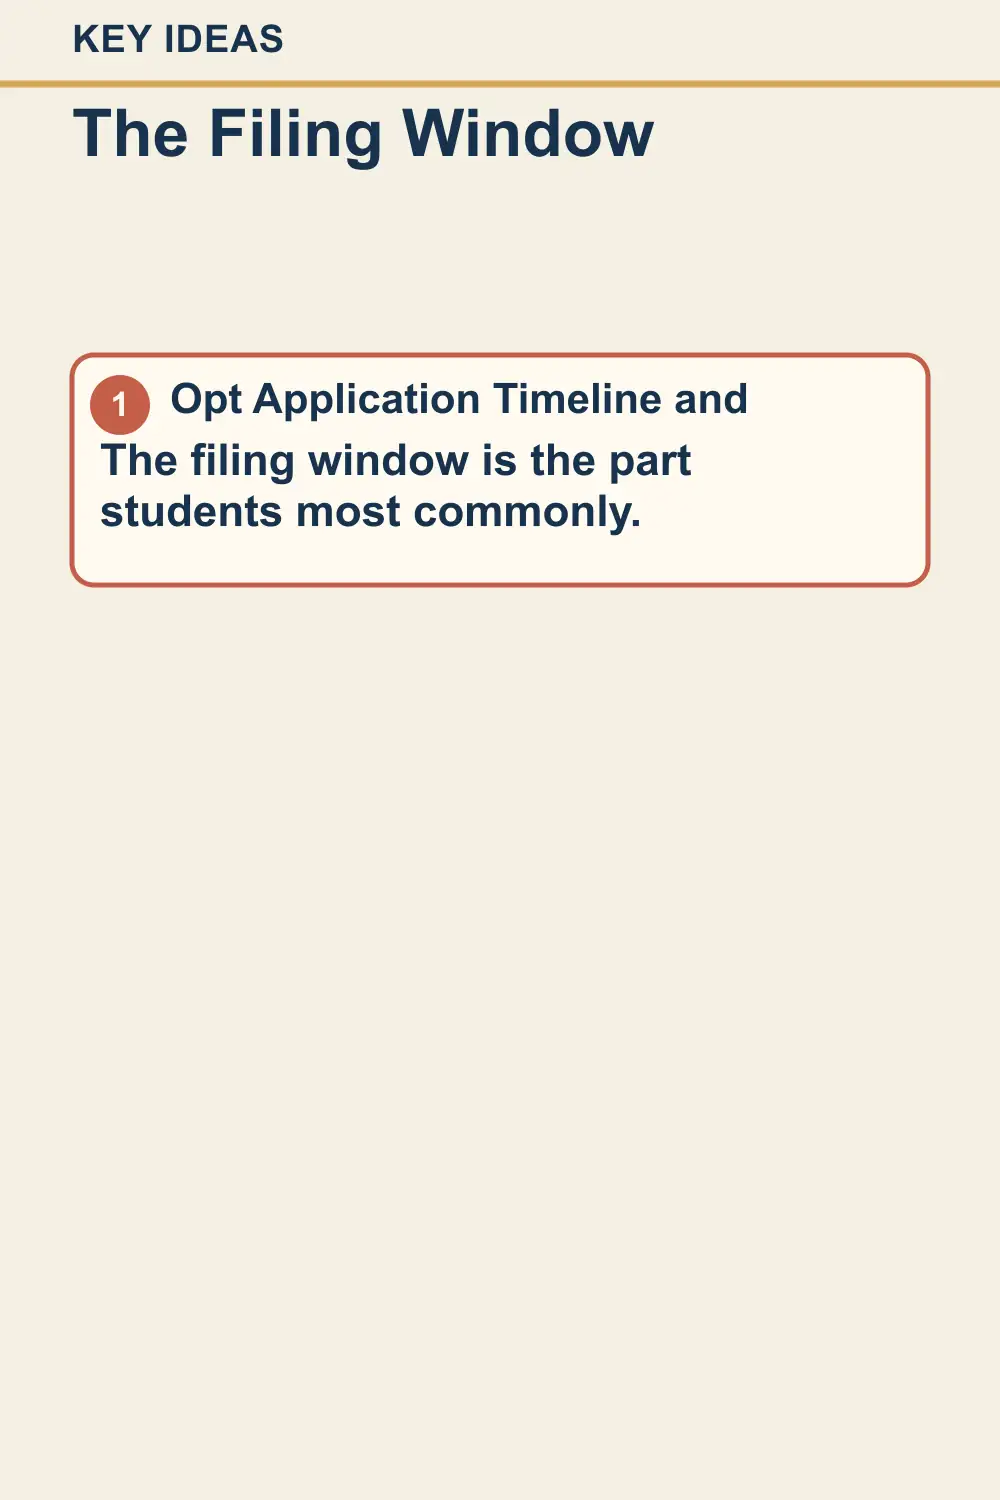 KEY IDEAS
The Filing Window
1 Opt Application Timeline and
The filing window is the part
students most commonly.